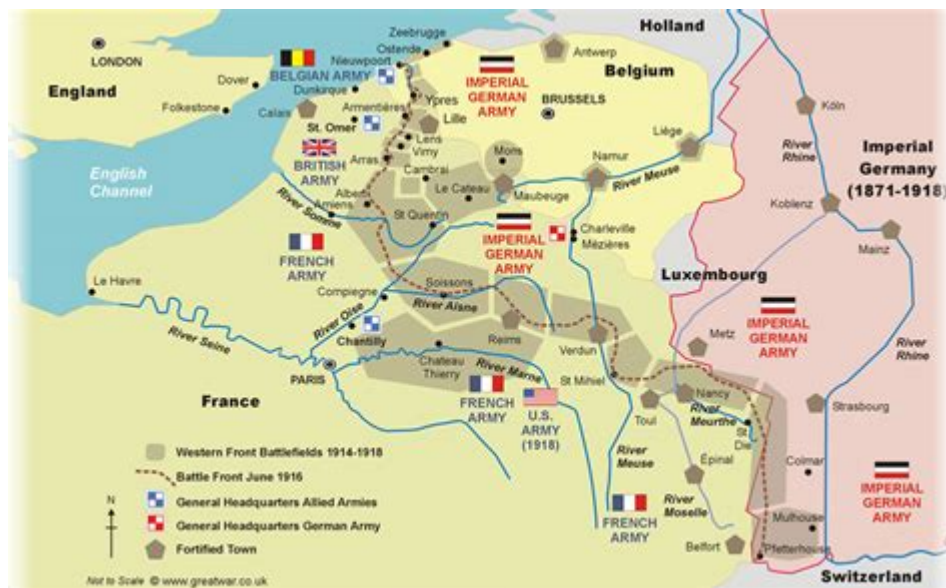 Zeebrugge
Holland
LONDON
Ostende
Nieuwpoort
Antwerp
BELGIAN ARMY
IMPERIAL
GERMAN
ARMY
Belgium
England
Dover
Dunkirque
Ypres
BRUSSELS
Köln
Folkestone
Calais
Armentières
Lille
St. Omer
River
Rhine
Imperial
Germany
(1871-1918)
Lens
Vimy
Mons
Liège
BRITISH
ARMY
Arras
Namur
English
Channel
Cambrai
River Meuse
Koblenz
Albert
Le Cateau
Maubeuge
Amiens
River Somme
St Quentin
IMPERIAL
GERMAN
ARMY
Charleville
Mézières
Mainz
FRENCH
ARMY
Luxembourg
Le Havre
Soissons
Compiegne
River Aisne
IMPERIAL
GERMAN
ARMY
River Oise
River Seine
Chantilly
Reims
Verdun
Metz
River
Rhine
PARIS
Chateau
Thierry
River Marne
St Mihiel
France
FRENCH
ARMY
U.S.
ARMY
(1918)
Nancy
Toul
River
Meurthe
Strasbourg
St
Die
Western Front Battlefields 1914-1918
Battle Front June 1916
River
Meuse
Épinal
Colmar
N
General Headquarters Allied Armies
River
Moselle
IMPERIAL
GERMAN
ARMY
General Headquarters German Army
FRENCH
ARMY
Mulhouse
Fortified Town
Belfort
Pfetterhouse
Not to Scale © www.greatwar.co.uk
Switzerland